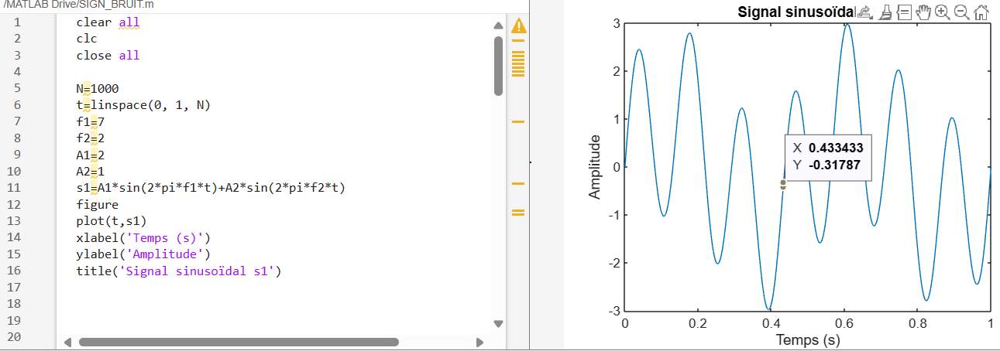 /MATLAB Drive/SIGN_BRUIT.m
1 clear all
2 clc
3 close all
4
5 N=1000
6 t=linspace(0, 1, N)
7 f1=7
8 f2=2
9 A1=2
10 A2=1
11 s1=A1*sin(2*pi*f1*t)+A2*sin(2*pi*f2*t)
12 figure
13 plot(t,s1)
14 xlabel('Temps (s)')
15 ylabel('Amplitude')
16 title('Signal sinusoïdal s1')
17
18
19
20
Signal sinusoïdal
3
2
1
0
-1
-2
-3
Amplitude
X 0.433433
Y -0.31787
0 0.2 0.4 0.6 0.8 1
Temps (s)